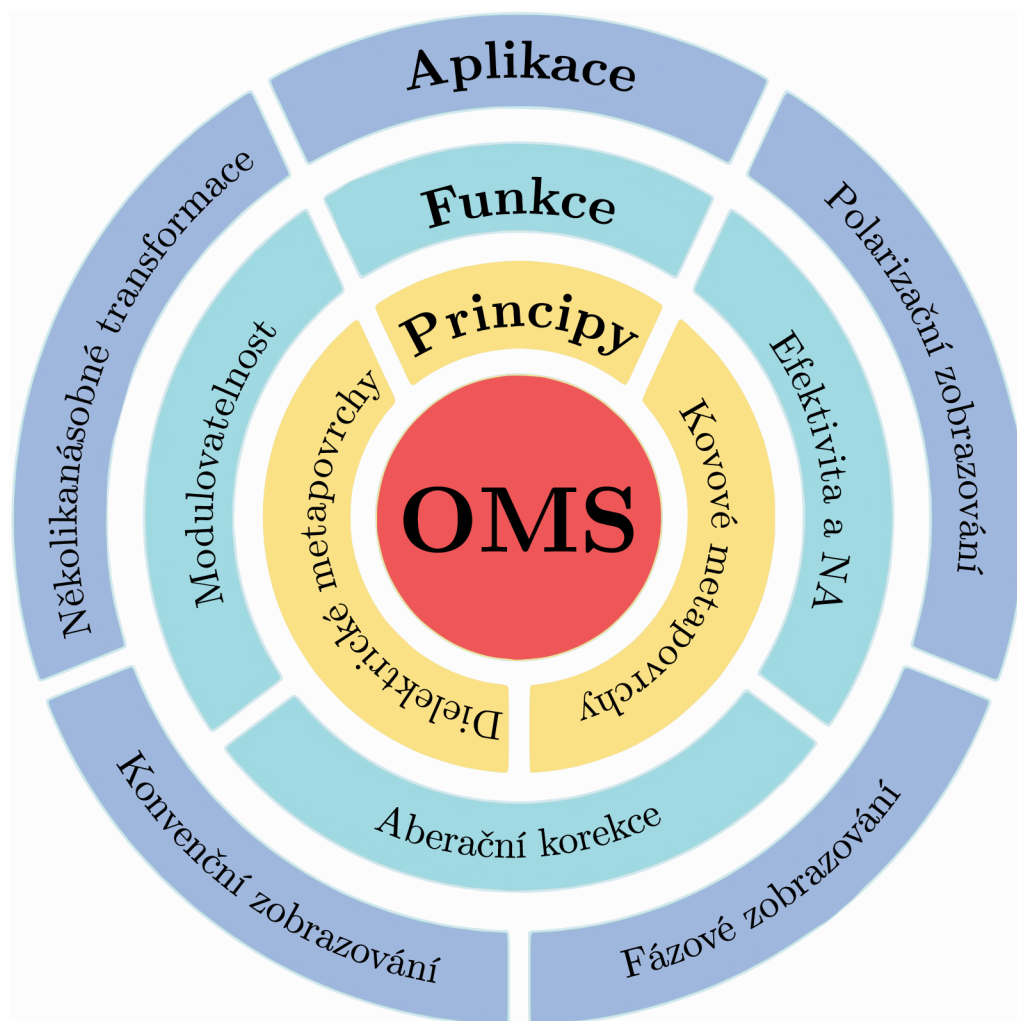 Aplikace
Funkce
Principy
OMS
Několikanásobné transformace
Polarizační zobrazování
Modulovatelnost
Efektivita a NA
Dielektrické metapovrchy
Kovové metapovrchy
Aberační korekce
Konvenční zobrazování
Fázové zobrazování